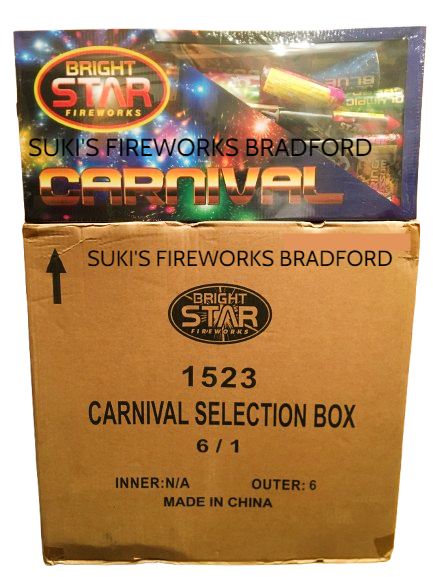 BRIGHT
STAR
FIREWORKS
SUKI'S FIREWORKS BRADFORD
CARNIVAL
SUKI'S FIREWORKS BRADFORD
BRIGHT
STAR
FIREWORKS
1523
CARNIVAL SELECTION BOX
6 / 1
INNER:N/A OUTER: 6
MADE IN CHINA